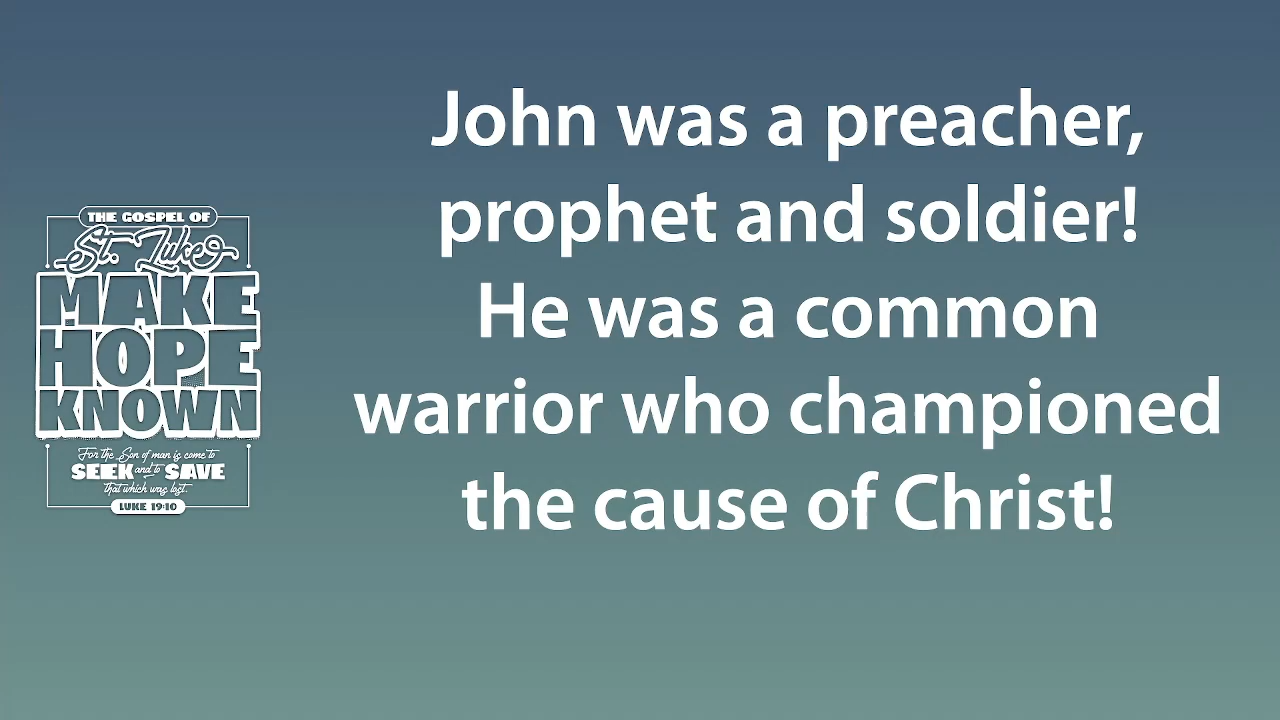 THE GOSPEL OF
St. Luke
MAKE
HOPE
KNOWN
For the Son of man is come to
SEEK and to SAVE
that which was lost.
LUKE 19:10
John was a preacher,
prophet and soldier!
He was a common
warrior who championed
the cause of Christ!